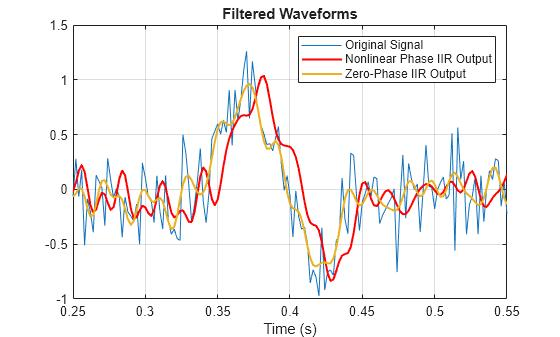 Filtered Waveforms
1.5
1
0.5
0
-0.5
-1
Original Signal
Nonlinear Phase IIR Output
Zero-Phase IIR Output
0.25 0.3 0.35 0.4 0.45 0.5 0.55
Time (s)